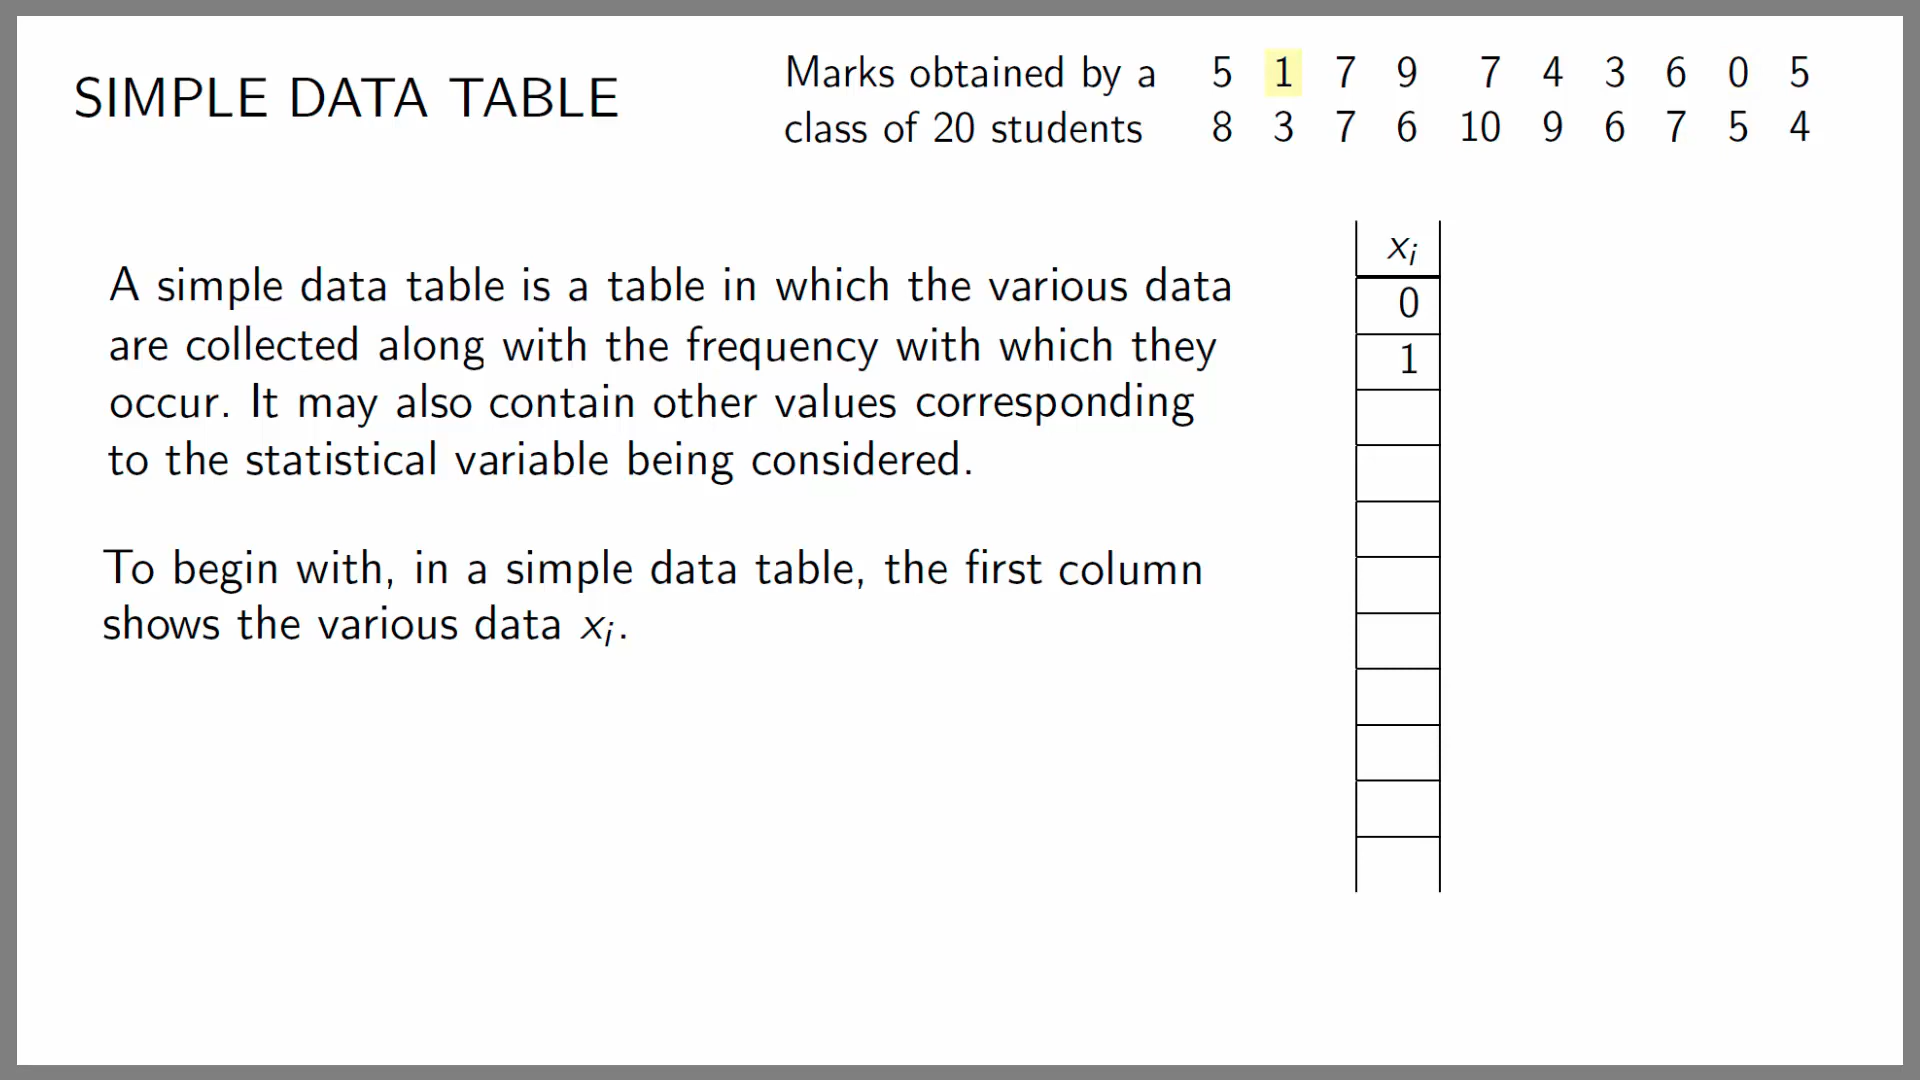 SIMPLE DATA TABLE
Marks obtained by a 5 1 7 9 7 4 3 6 0 5
class of 20 students 8 3 7 6 10 9 6 7 5 4
A simple data table is a table in which the various data
are collected along with the frequency with which they
occur. It may also contain other values corresponding
to the statistical variable being considered.
To begin with, in a simple data table, the first column
shows the various data xᵢ.
xᵢ
0
1